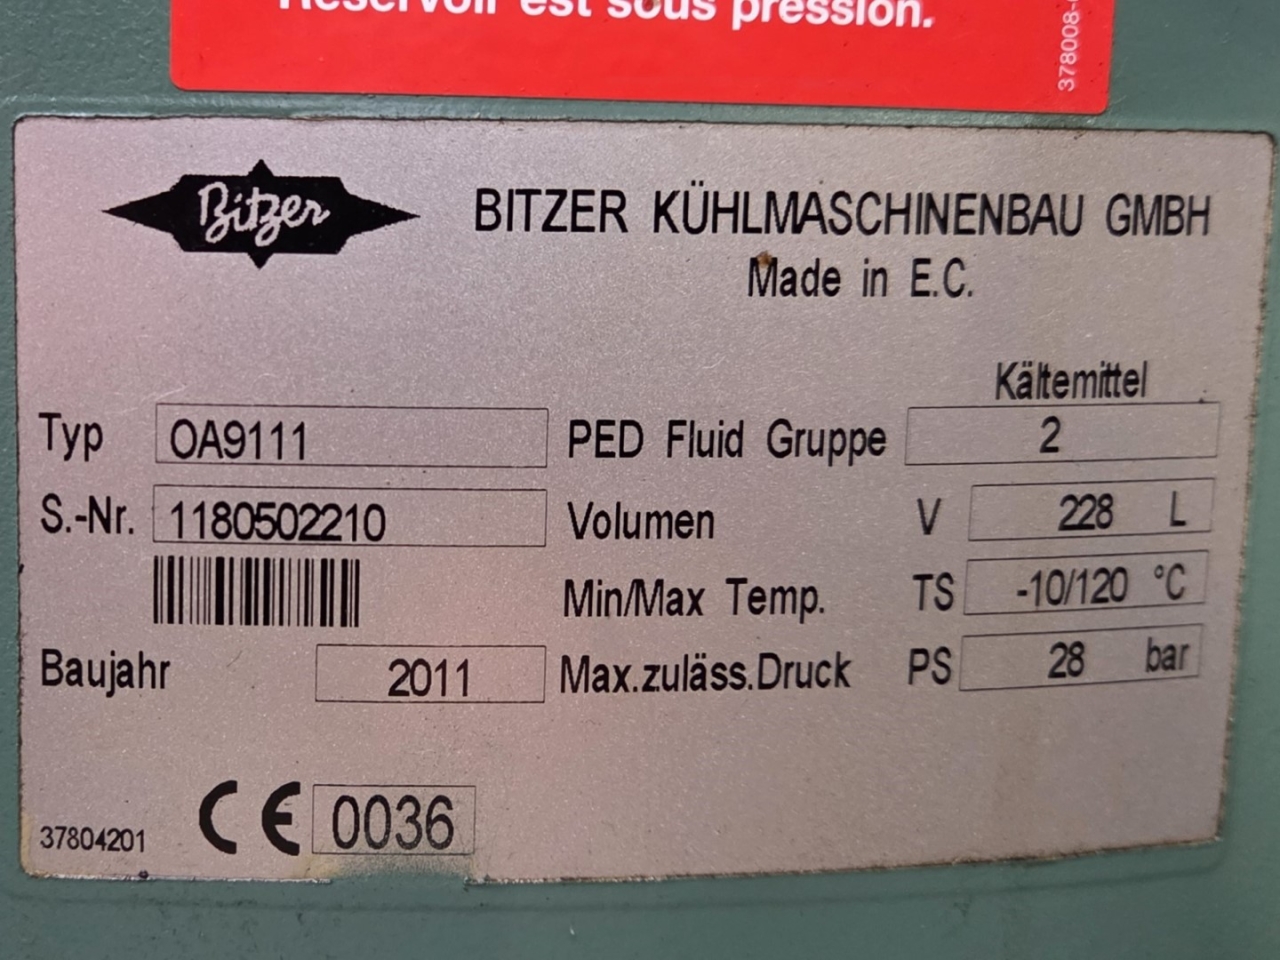 Réservoir est sous pression.
378008-
Bitzer
BITZER KÜHLMASCHINENBAU GMBH
Made in E.C.
Kältemittel
Typ OA9111 PED Fluid Gruppe 2
S.-Nr. 1180502210 Volumen V 228 L
Min/Max Temp. TS -10/120 °C
Baujahr 2011 Max.zuläss.Druck PS 28 bar
CE 0036
37804201